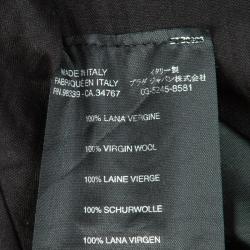 MADE IN ITALY
FABRIQUE EN ITALY
RN. 98339 - CA. 34767
イタリー製
プラダ ジャパン株式会社
03-5245-8581
100% LANA VERGINE
100% VIRGIN WOOL
100% LAINE VIERGE
100% SCHURWOLLE
100% LANA VIRGEN